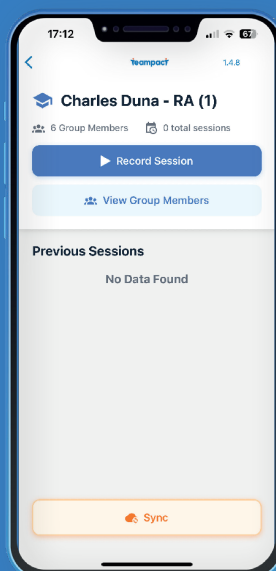 17:12
67
teampact
1.4.8
Charles Duna - RA (1)
6 Group Members
0 total sessions
Record Session
View Group Members
Previous Sessions
No Data Found
Sync